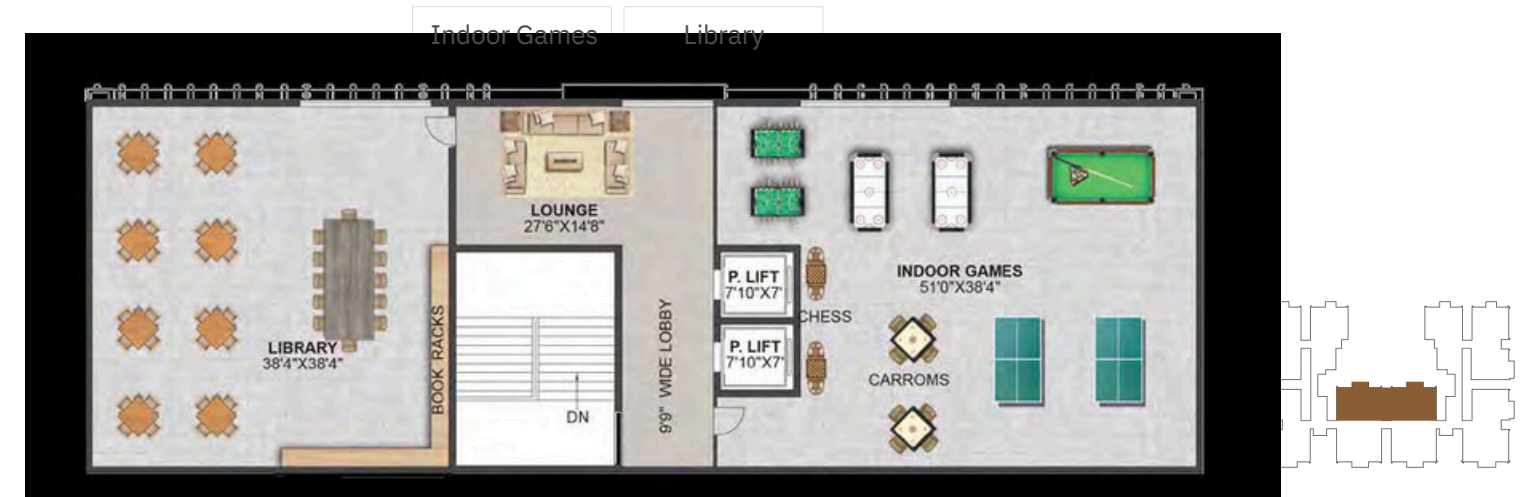 Indoor Games
Library
LOUNGE
27'6"X14'8"
P. LIFT
7'10"X7'
INDOOR GAMES
51'0"X38'4"
CHESS
LIBRARY
38'4"X38'4"
BOOK RACKS
9'9" WIDE LOBBY
P. LIFT
7'10"X7'
CARROMS
DN